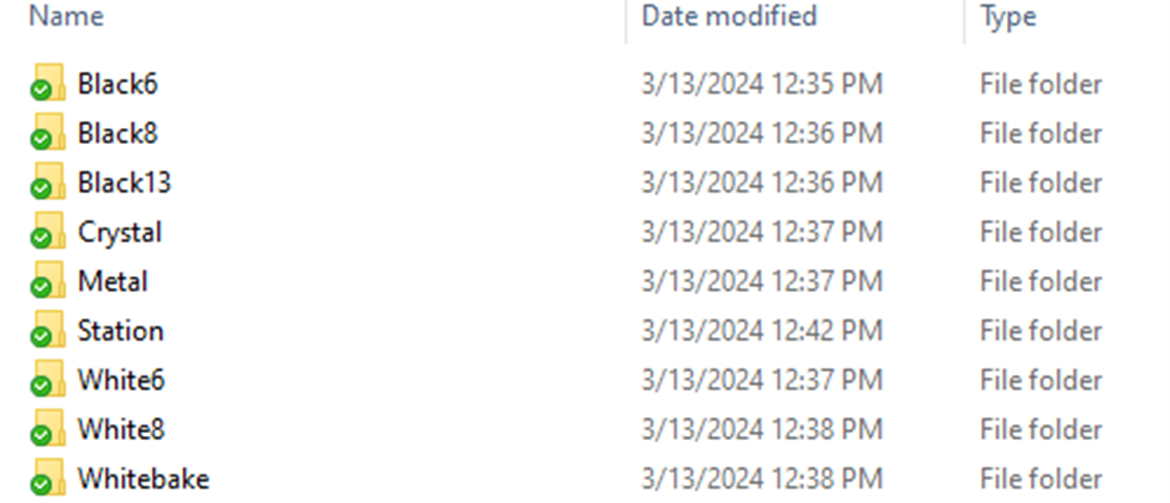 Name Date modified Type
Black6 3/13/2024 12:35 PM File folder
Black8 3/13/2024 12:36 PM File folder
Black13 3/13/2024 12:36 PM File folder
Crystal 3/13/2024 12:37 PM File folder
Metal 3/13/2024 12:37 PM File folder
Station 3/13/2024 12:42 PM File folder
White6 3/13/2024 12:37 PM File folder
White8 3/13/2024 12:38 PM File folder
Whitebake 3/13/2024 12:38 PM File folder